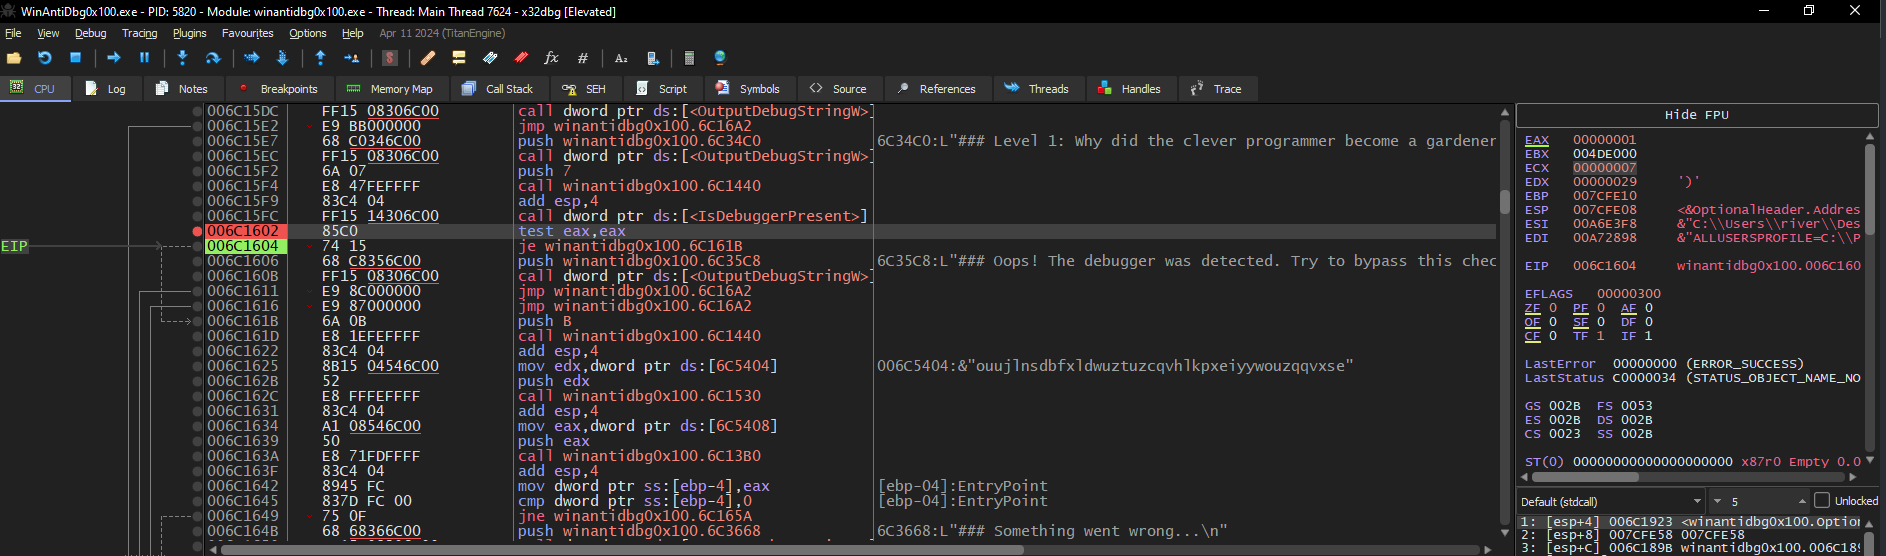 WinAntiDbg0x100.exe - PID: 5820 - Module: winantidbg0x100.exe - Thread: Main Thread 7624 - x32dbg [Elevated]
File View Debug Tracing Plugins Favourites Options Help Apr 11 2024 (TitanEngine)
CPU Log Notes Breakpoints Memory Map Call Stack SEH Script Symbols Source References Threads Handles Trace
006C15DC FF15 08306C00 call dword ptr ds:[<OutputDebugStringW>]
006C15E2 E9 BB000000 jmp winantidbg0x100.6C16A2
006C15E7 68 C0346C00 push winantidbg0x100.6C34C0 6C34C0:L"### Level 1: Why did the clever programmer become a gardener
006C15EC FF15 08306C00 call dword ptr ds:[<OutputDebugStringW>]
006C15F2 6A 07 push 7
006C15F4 E8 47FEFFFF call winantidbg0x100.6C1440
006C15F9 83C4 04 add esp,4
006C15FC FF15 14306C00 call dword ptr ds:[<IsDebuggerPresent>]
006C1602 85C0 test eax,eax
EIP 006C1604 74 15 je winantidbg0x100.6C161B
006C1606 68 C8356C00 push winantidbg0x100.6C35C8 6C35C8:L"### Oops! The debugger was detected. Try to bypass this chec
006C160B FF15 08306C00 call dword ptr ds:[<OutputDebugStringW>]
006C1611 E9 8C000000 jmp winantidbg0x100.6C16A2
006C1616 E9 87000000 jmp winantidbg0x100.6C16A2
006C161B 6A 0B push B
006C161D E8 1EFEFFFF call winantidbg0x100.6C1440
006C1622 83C4 04 add esp,4
006C1625 8B15 04546C00 mov edx,dword ptr ds:[6C5404] 006C5404:&"ouujlnsdbfxldwuztuzcqvhlkpxeiyywouzqqvxse"
006C162B 52 push edx
006C162C E8 FFFEFFFF call winantidbg0x100.6C1530
006C1631 83C4 04 add esp,4
006C1634 A1 08546C00 mov eax,dword ptr ds:[6C5408]
006C1639 50 push eax
006C163A E8 71FDFFFF call winantidbg0x100.6C13B0
006C163F 83C4 04 add esp,4
006C1642 8945 FC mov dword ptr ss:[ebp-4],eax [ebp-04]:EntryPoint
006C1645 837D FC 00 cmp dword ptr ss:[ebp-4],0 [ebp-04]:EntryPoint
006C1649 75 0F jne winantidbg0x100.6C165A
006C164B 68 68366C00 push winantidbg0x100.6C3668 6C3668:L"### Something went wrong...\n"
Hide FPU
EAX 00000001
EBX 004DE000
ECX 00000007
EDX 00000029 ')'
EBP 007CFE10
ESP 007CFE08 <&OptionalHeader.Addres
ESI 00A6E3F8 &"C:\\Users\\river\\Des
EDI 00A72898 &"ALLUSERSPROFILE=C:\\P
EIP 006C1604 winantidbg0x100.006C160
EFLAGS 00000300
ZF 0 PF 0 AF 0
OF 0 SF 0 DF 0
CF 0 TF 1 IF 1
LastError 00000000 (ERROR_SUCCESS)
LastStatus C0000034 (STATUS_OBJECT_NAME_NO
GS 002B FS 0053
ES 002B DS 002B
CS 0023 SS 002B
ST(0) 00000000000000000000 x87r0 Empty 0.0
Default (stdcall) 5 Unlocked
1: [esp+4] 006C1923 <winantidbg0x100.Optio
2: [esp+8] 007CFE58 007CFE58
3: [esp+C] 006C189B winantidbg0x100.006C189